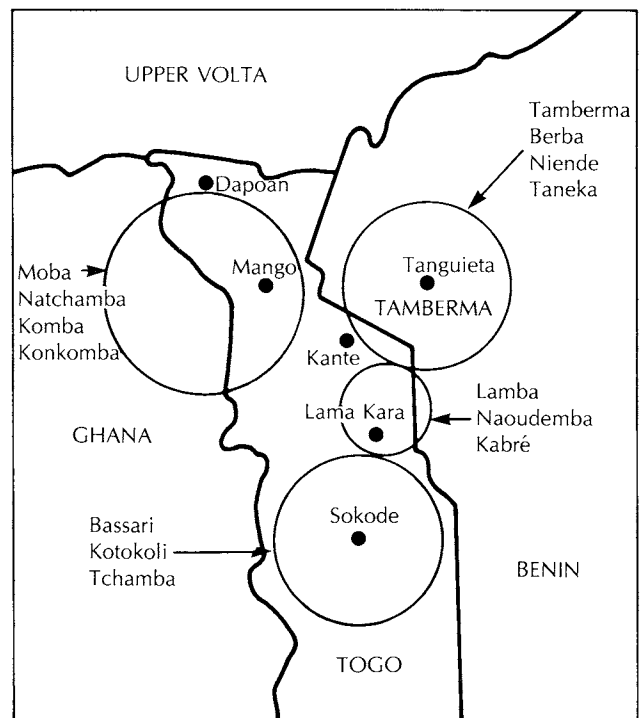 UPPER VOLTA
Tamberma
Berba
Niende
Taneka
Dapoan
Moba
Natchamba
Komba
Konkomba
Mango
Tanguieta
TAMBERMA
Kante
Lamba
Naoudemba
Kabré
Lama Kara
GHANA
Bassari
Kotokoli
Tchamba
Sokode
BENIN
TOGO